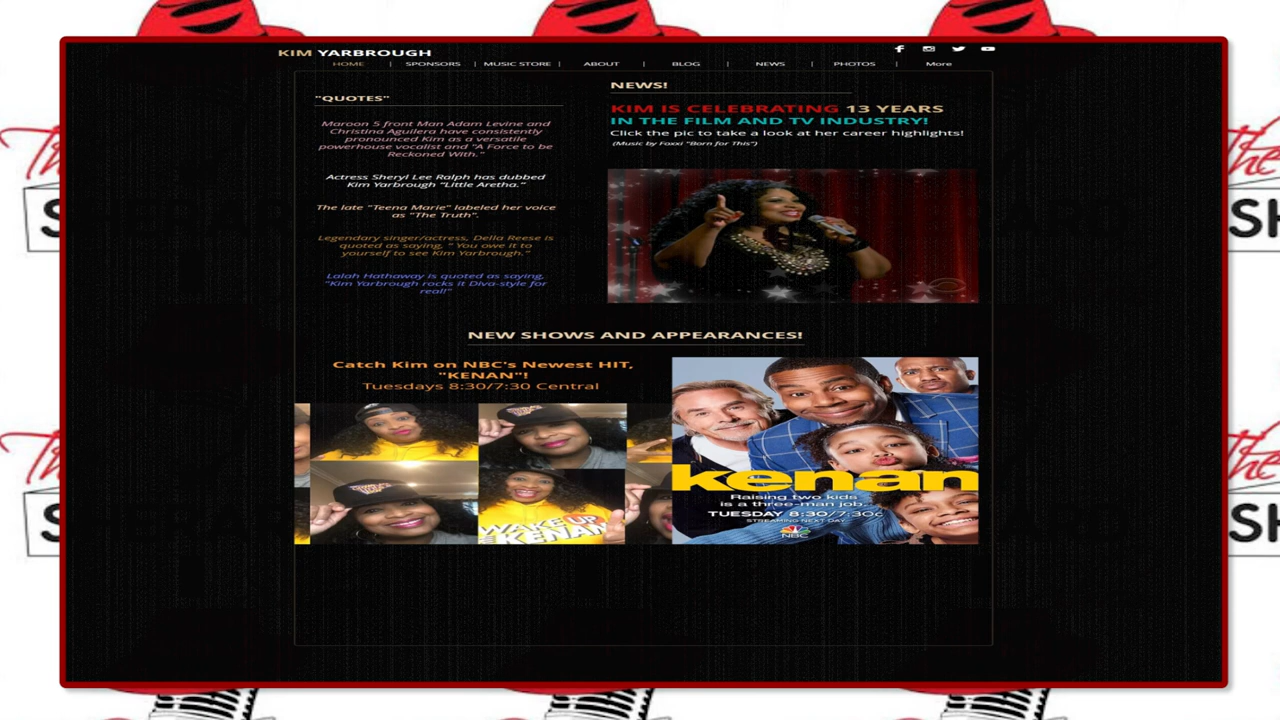 KIM YARBROUGH
HOME | SPONSORS | MUSIC STORE | ABOUT | BLOG | NEWS | PHOTOS | More
"QUOTES"
Maroon 5 front Man Adam Levine and
Christina Aguilera have consistently
pronounced Kim as a versatile
powerhouse vocalist and "A Force to be
Reckoned With."
Actress Sheryl Lee Ralph has dubbed
Kim Yarbrough "Little Aretha."
The late "Teena Marie" labeled her voice
as "The Truth".
Legendary singer/actress, Della Reese is
quoted as saying, " You owe it to
yourself to see Kim Yarbrough."
Lalah Hathaway is quoted as saying,
"Kim Yarbrough rocks it Diva-style for
real!"
NEWS!
KIM IS CELEBRATING 13 YEARS
IN THE FILM AND TV INDUSTRY!
Click the pic to take a look at her career highlights!
(Music by Foxxi "Born for This")
NEW SHOWS AND APPEARANCES!
Catch Kim on NBC's Newest HIT,
"KENAN"!
Tuesdays 8:30/7:30 Central
WAKE UP
KENAN
kenan
Raising two kids
is a three-man job.
TUESDAY 8:30/7:30c
STREAMING NEXT DAY
NBC
The
S
The
S
the
SH
the
SH